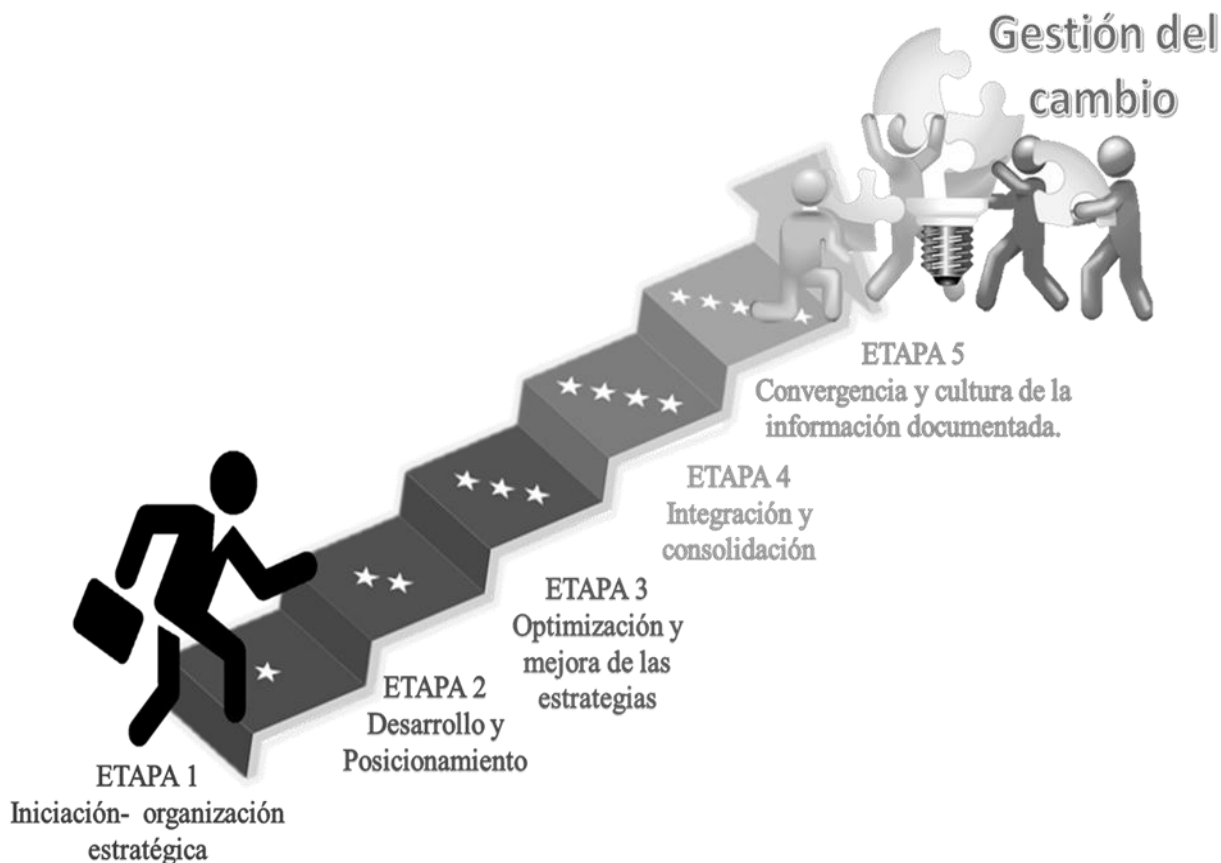 Gestión del
cambio
ETAPA 5
Convergencia y cultura de la
información documentada.
ETAPA 4
Integración y
consolidación
ETAPA 3
Optimización y
mejora de las
estrategias
ETAPA 2
Desarrollo y
Posicionamiento
ETAPA 1
Iniciación- organización
estratégica